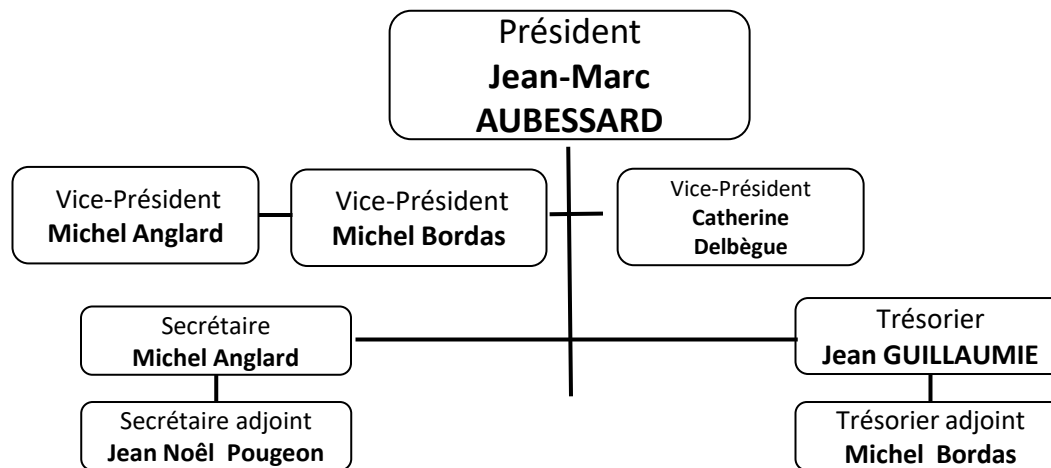 Président
Jean-Marc
AUBESSARD
Vice-Président
Michel Anglard
Vice-Président
Michel Bordas
Vice-Président
Catherine
Delbègue
Secrétaire
Michel Anglard
Trésorier
Jean GUILLAUMIE
Secrétaire adjoint
Jean Noêl Pougeon
Trésorier adjoint
Michel Bordas